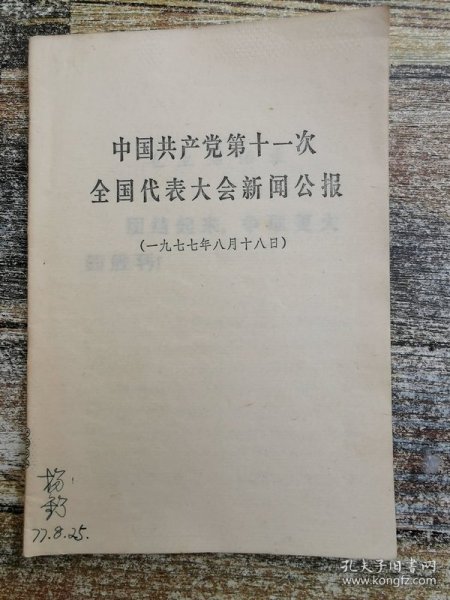 中国共产党第十一次
全国代表大会新闻公报
(一九七七年八月十八日)
杨
77.8.25.
孔夫子旧书网
www.kongfz.com